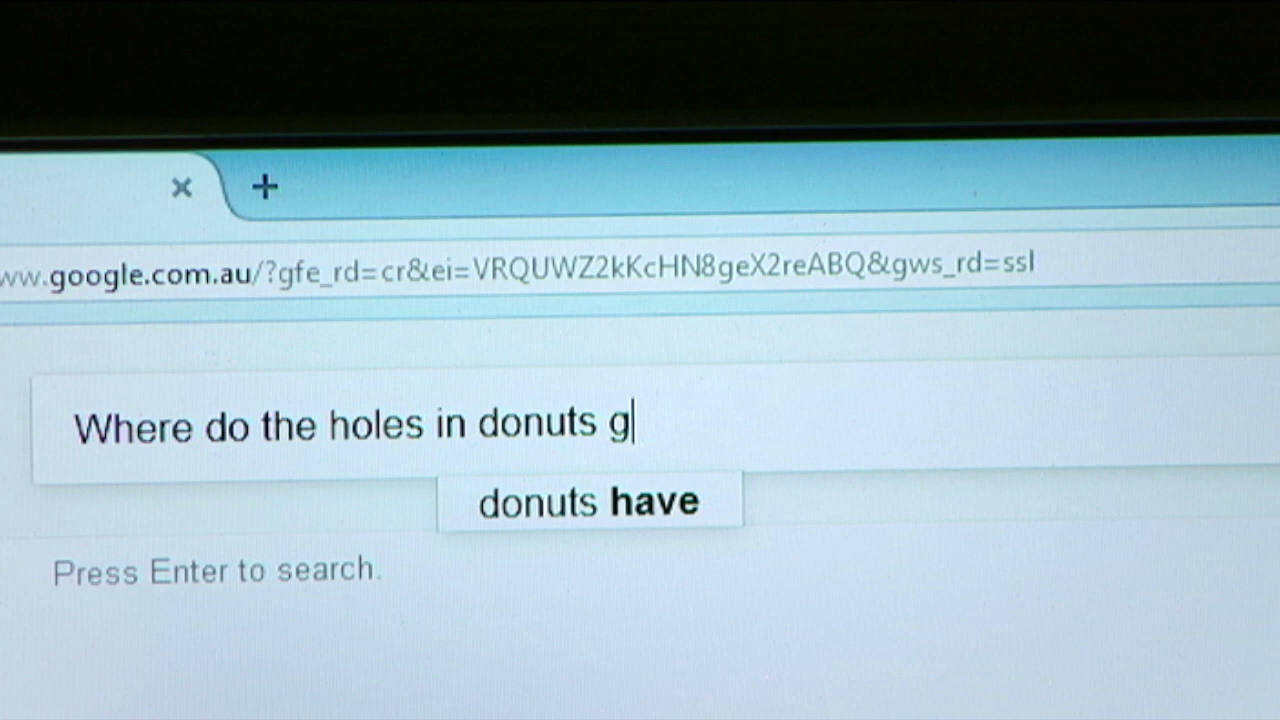 ww.google.com.au/?gfe_rd=cr&ei=VRQUWZ2kKcHN8geX2reABQ&gws_rd=ssl
Where do the holes in donuts g
donuts have
Press Enter to search.